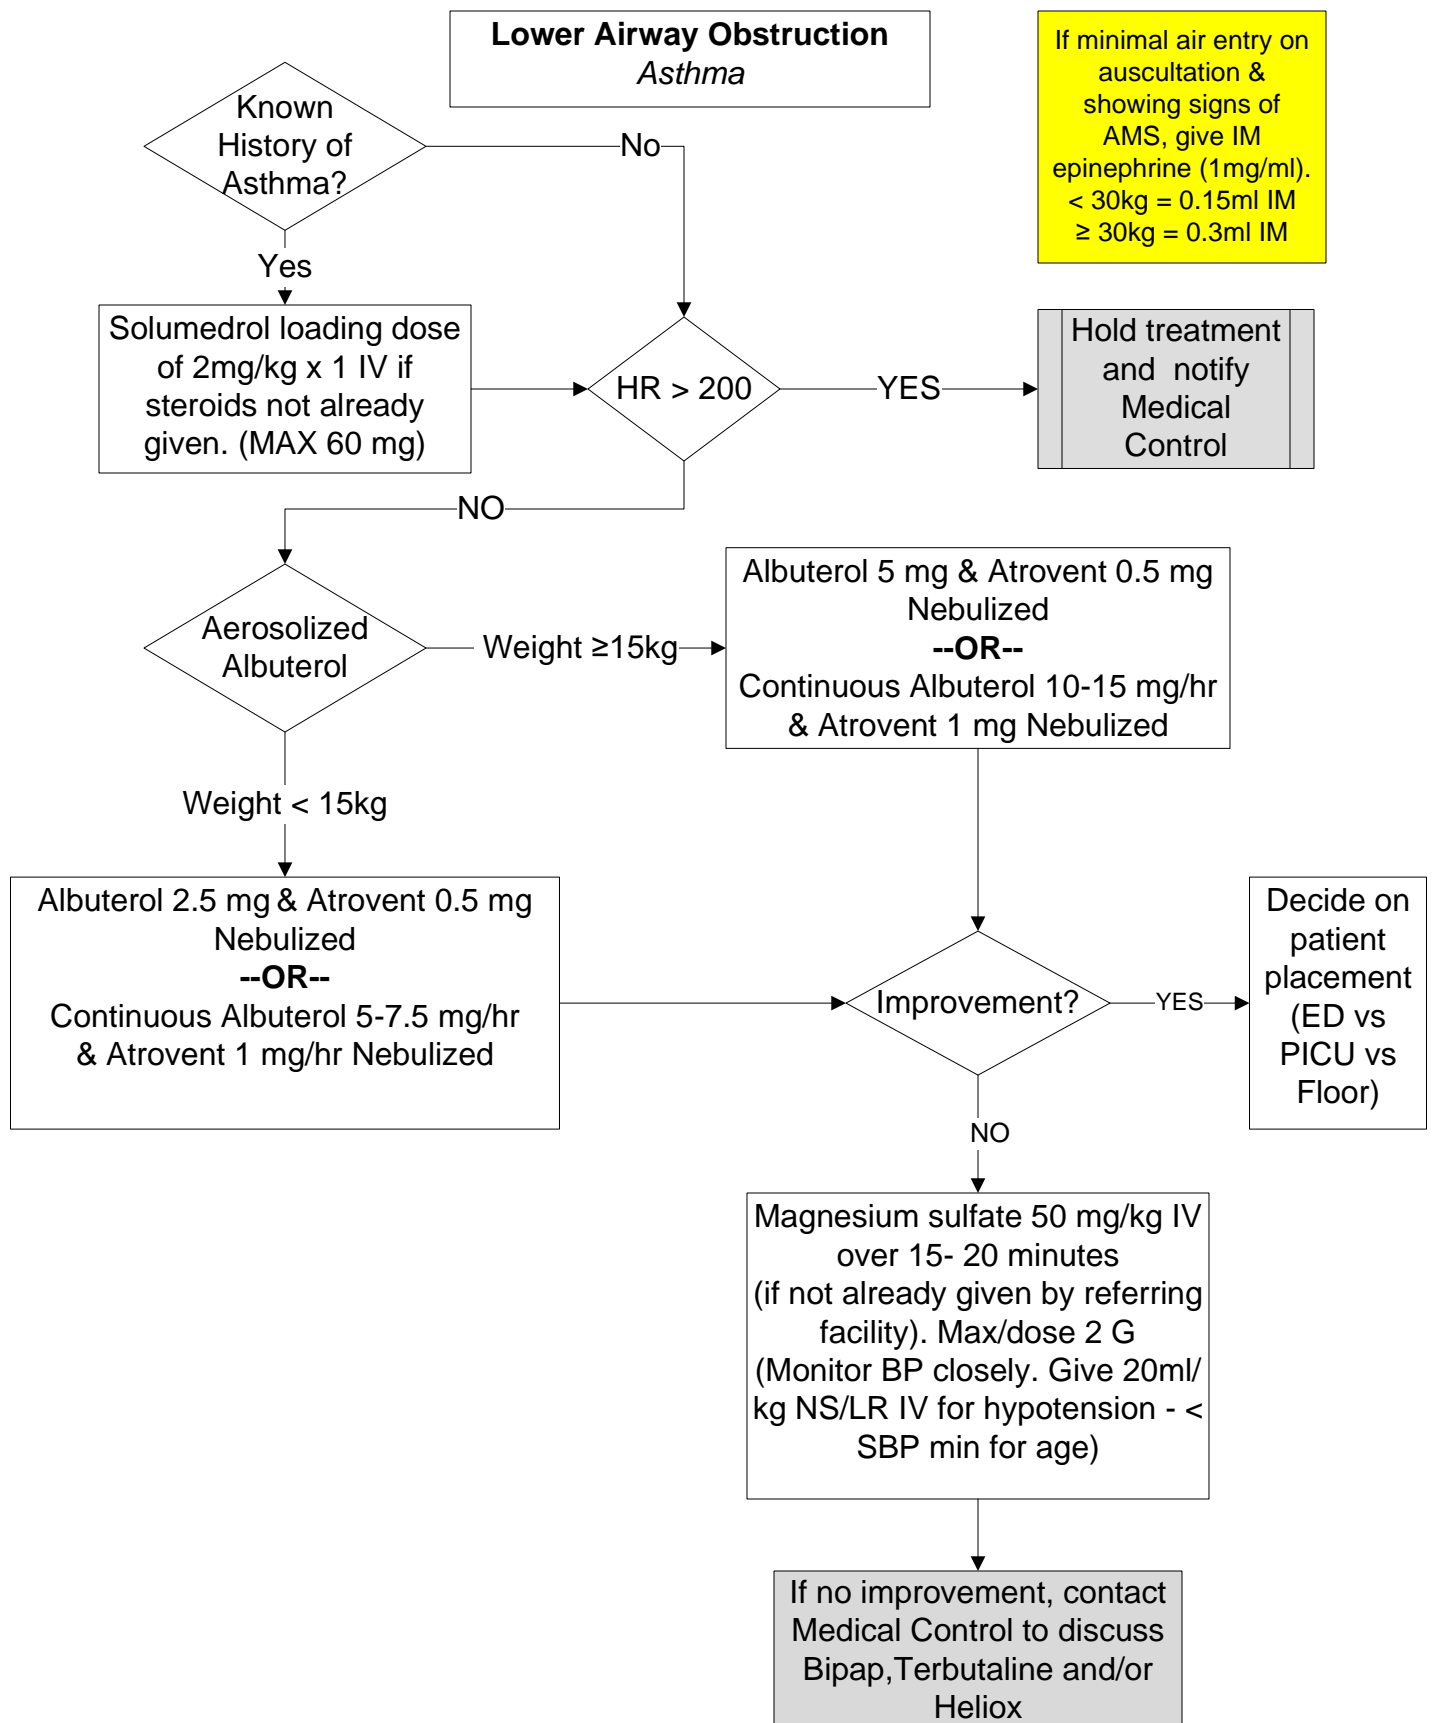 Lower Airway Obstruction
Asthma
If minimal air entry on
auscultation &
showing signs of
AMS, give IM
epinephrine (1mg/ml).
< 30kg = 0.15ml IM
≥ 30kg = 0.3ml IM
Known
History of
Asthma?
No
Yes
Solumedrol loading dose
of 2mg/kg x 1 IV if
steroids not already
given. (MAX 60 mg)
HR > 200
YES
Hold treatment
and notify
Medical
Control
NO
Aerosolized
Albuterol
Weight ≥15kg
Albuterol 5 mg & Atrovent 0.5 mg
Nebulized
--OR--
Continuous Albuterol 10-15 mg/hr
& Atrovent 1 mg Nebulized
Weight < 15kg
Albuterol 2.5 mg & Atrovent 0.5 mg
Nebulized
--OR--
Continuous Albuterol 5-7.5 mg/hr
& Atrovent 1 mg/hr Nebulized
Improvement?
YES
Decide on
patient
placement
(ED vs
PICU vs
Floor)
NO
Magnesium sulfate 50 mg/kg IV
over 15- 20 minutes
(if not already given by referring
facility). Max/dose 2 G
(Monitor BP closely. Give 20ml/
kg NS/LR IV for hypotension - <
SBP min for age)
If no improvement, contact
Medical Control to discuss
Bipap,Terbutaline and/or
Heliox